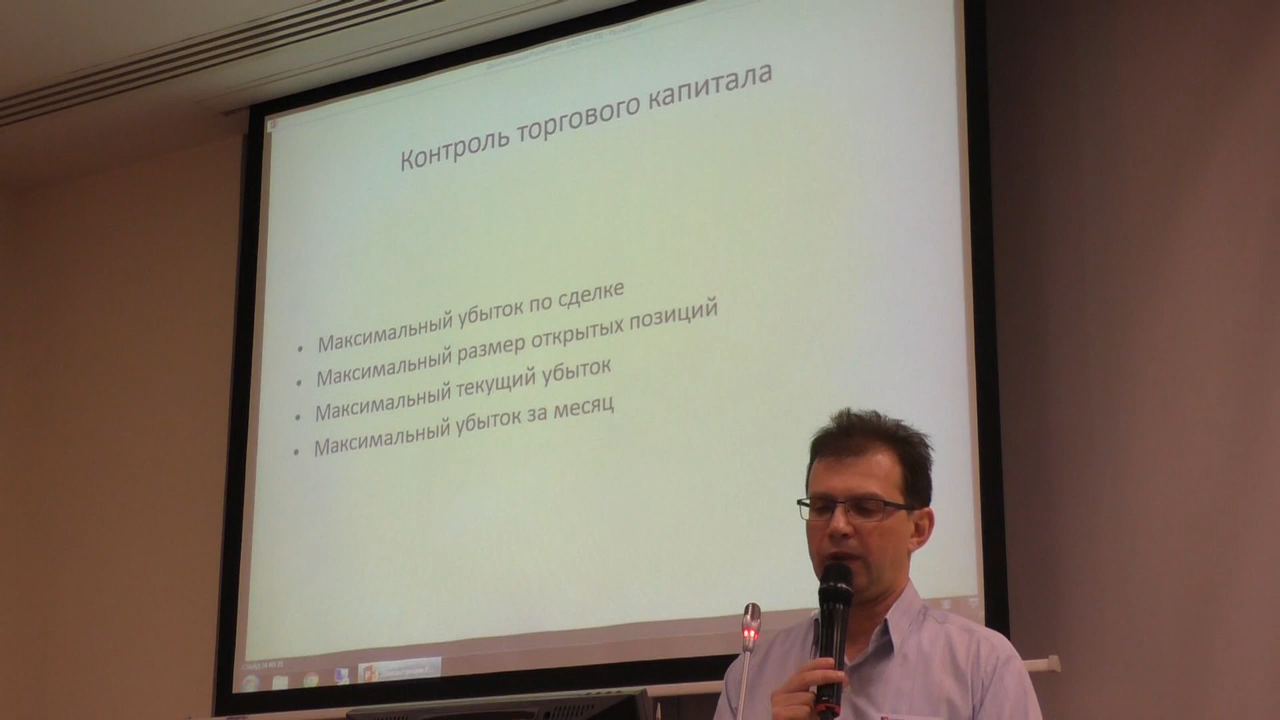 Контроль торгового капитала
• Максимальный убыток по сделке
• Максимальный размер открытых позиций
• Максимальный текущий убыток
• Максимальный убыток за месяц